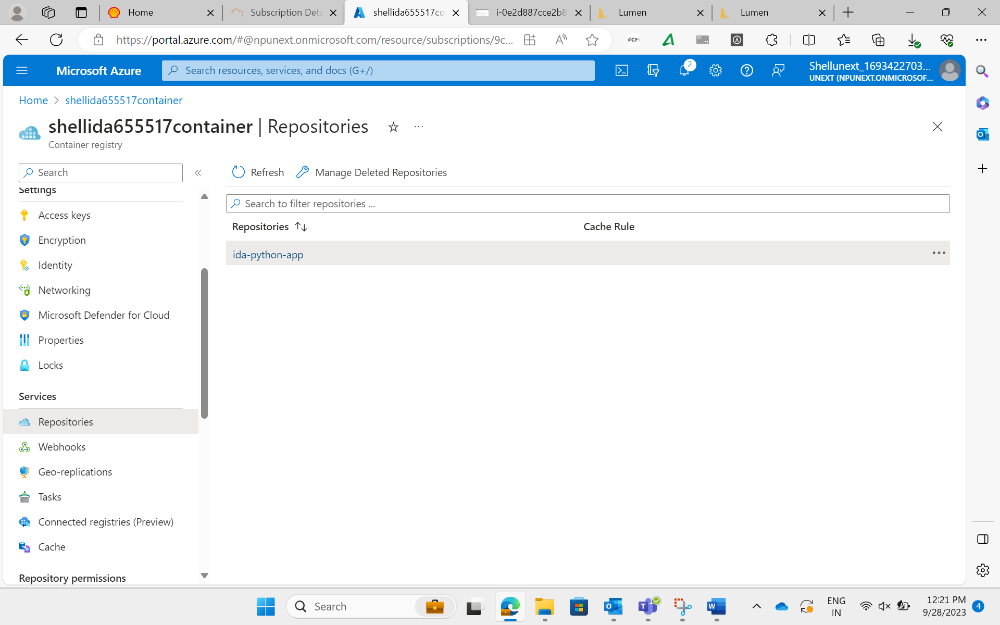 Home
Subscription Deta
shellida655517co
i-0e2d887cce2b8
Lumen
Lumen
https://portal.azure.com/#@npunext.onmicrosoft.com/resource/subscriptions/9c...
FCM
Microsoft Azure
Search resources, services, and docs (G+/)
2
Shellunext_1693422703...
UNEXT (NPUNEXT.ONMICROSOF...
Home > shellida655517container
shellida655517container | Repositories
Container registry
Search
Refresh
Manage Deleted Repositories
Search to filter repositories ...
Repositories
Cache Rule
ida-python-app
Settings
Access keys
Encryption
Identity
Networking
Microsoft Defender for Cloud
Properties
Locks
Services
Repositories
Webhooks
Geo-replications
Tasks
Connected registries (Preview)
Cache
Repository permissions
Search
ENG
IN
12:21 PM
9/28/2023
4